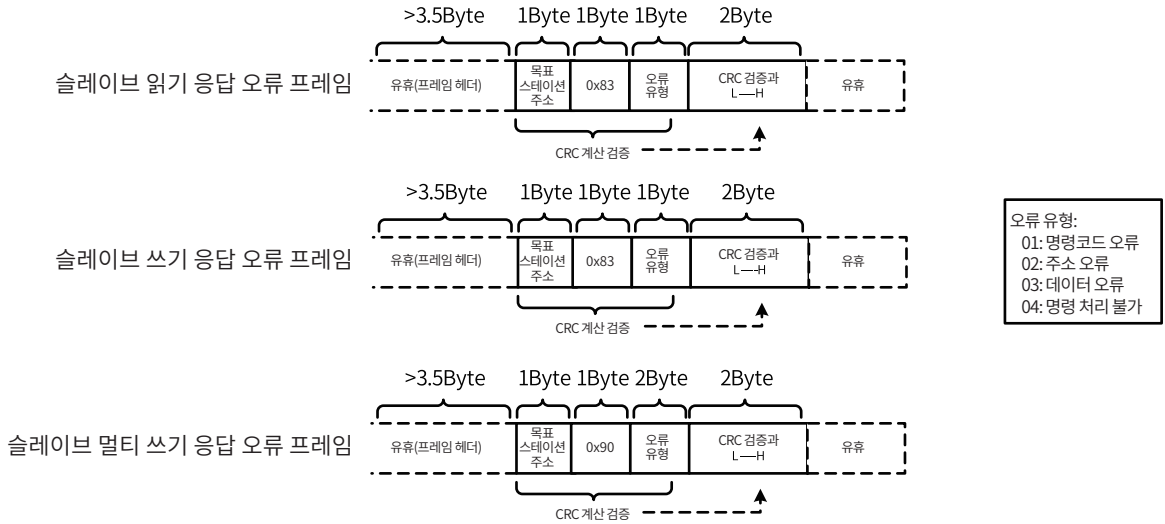 >3.5Byte 1Byte 1Byte 1Byte 2Byte
슬레이브 읽기 응답 오류 프레임
유휴(프레임 헤더)
목표
스테이션
주소
0x83
오류
유형
CRC 검증과
L──H
유휴
CRC 계산 검증
>3.5Byte 1Byte 1Byte 1Byte 2Byte
슬레이브 쓰기 응답 오류 프레임
유휴(프레임 헤더)
목표
스테이션
주소
0x83
오류
유형
CRC 검증과
L──H
유휴
CRC 계산 검증
오류 유형:
01: 명령코드 오류
02: 주소 오류
03: 데이터 오류
04: 명령 처리 불가
>3.5Byte 1Byte 1Byte 2Byte 2Byte
슬레이브 멀티 쓰기 응답 오류 프레임
유휴(프레임 헤더)
목표
스테이션
주소
0x90
오류
유형
CRC 검증과
L──H
유휴
CRC 계산 검증